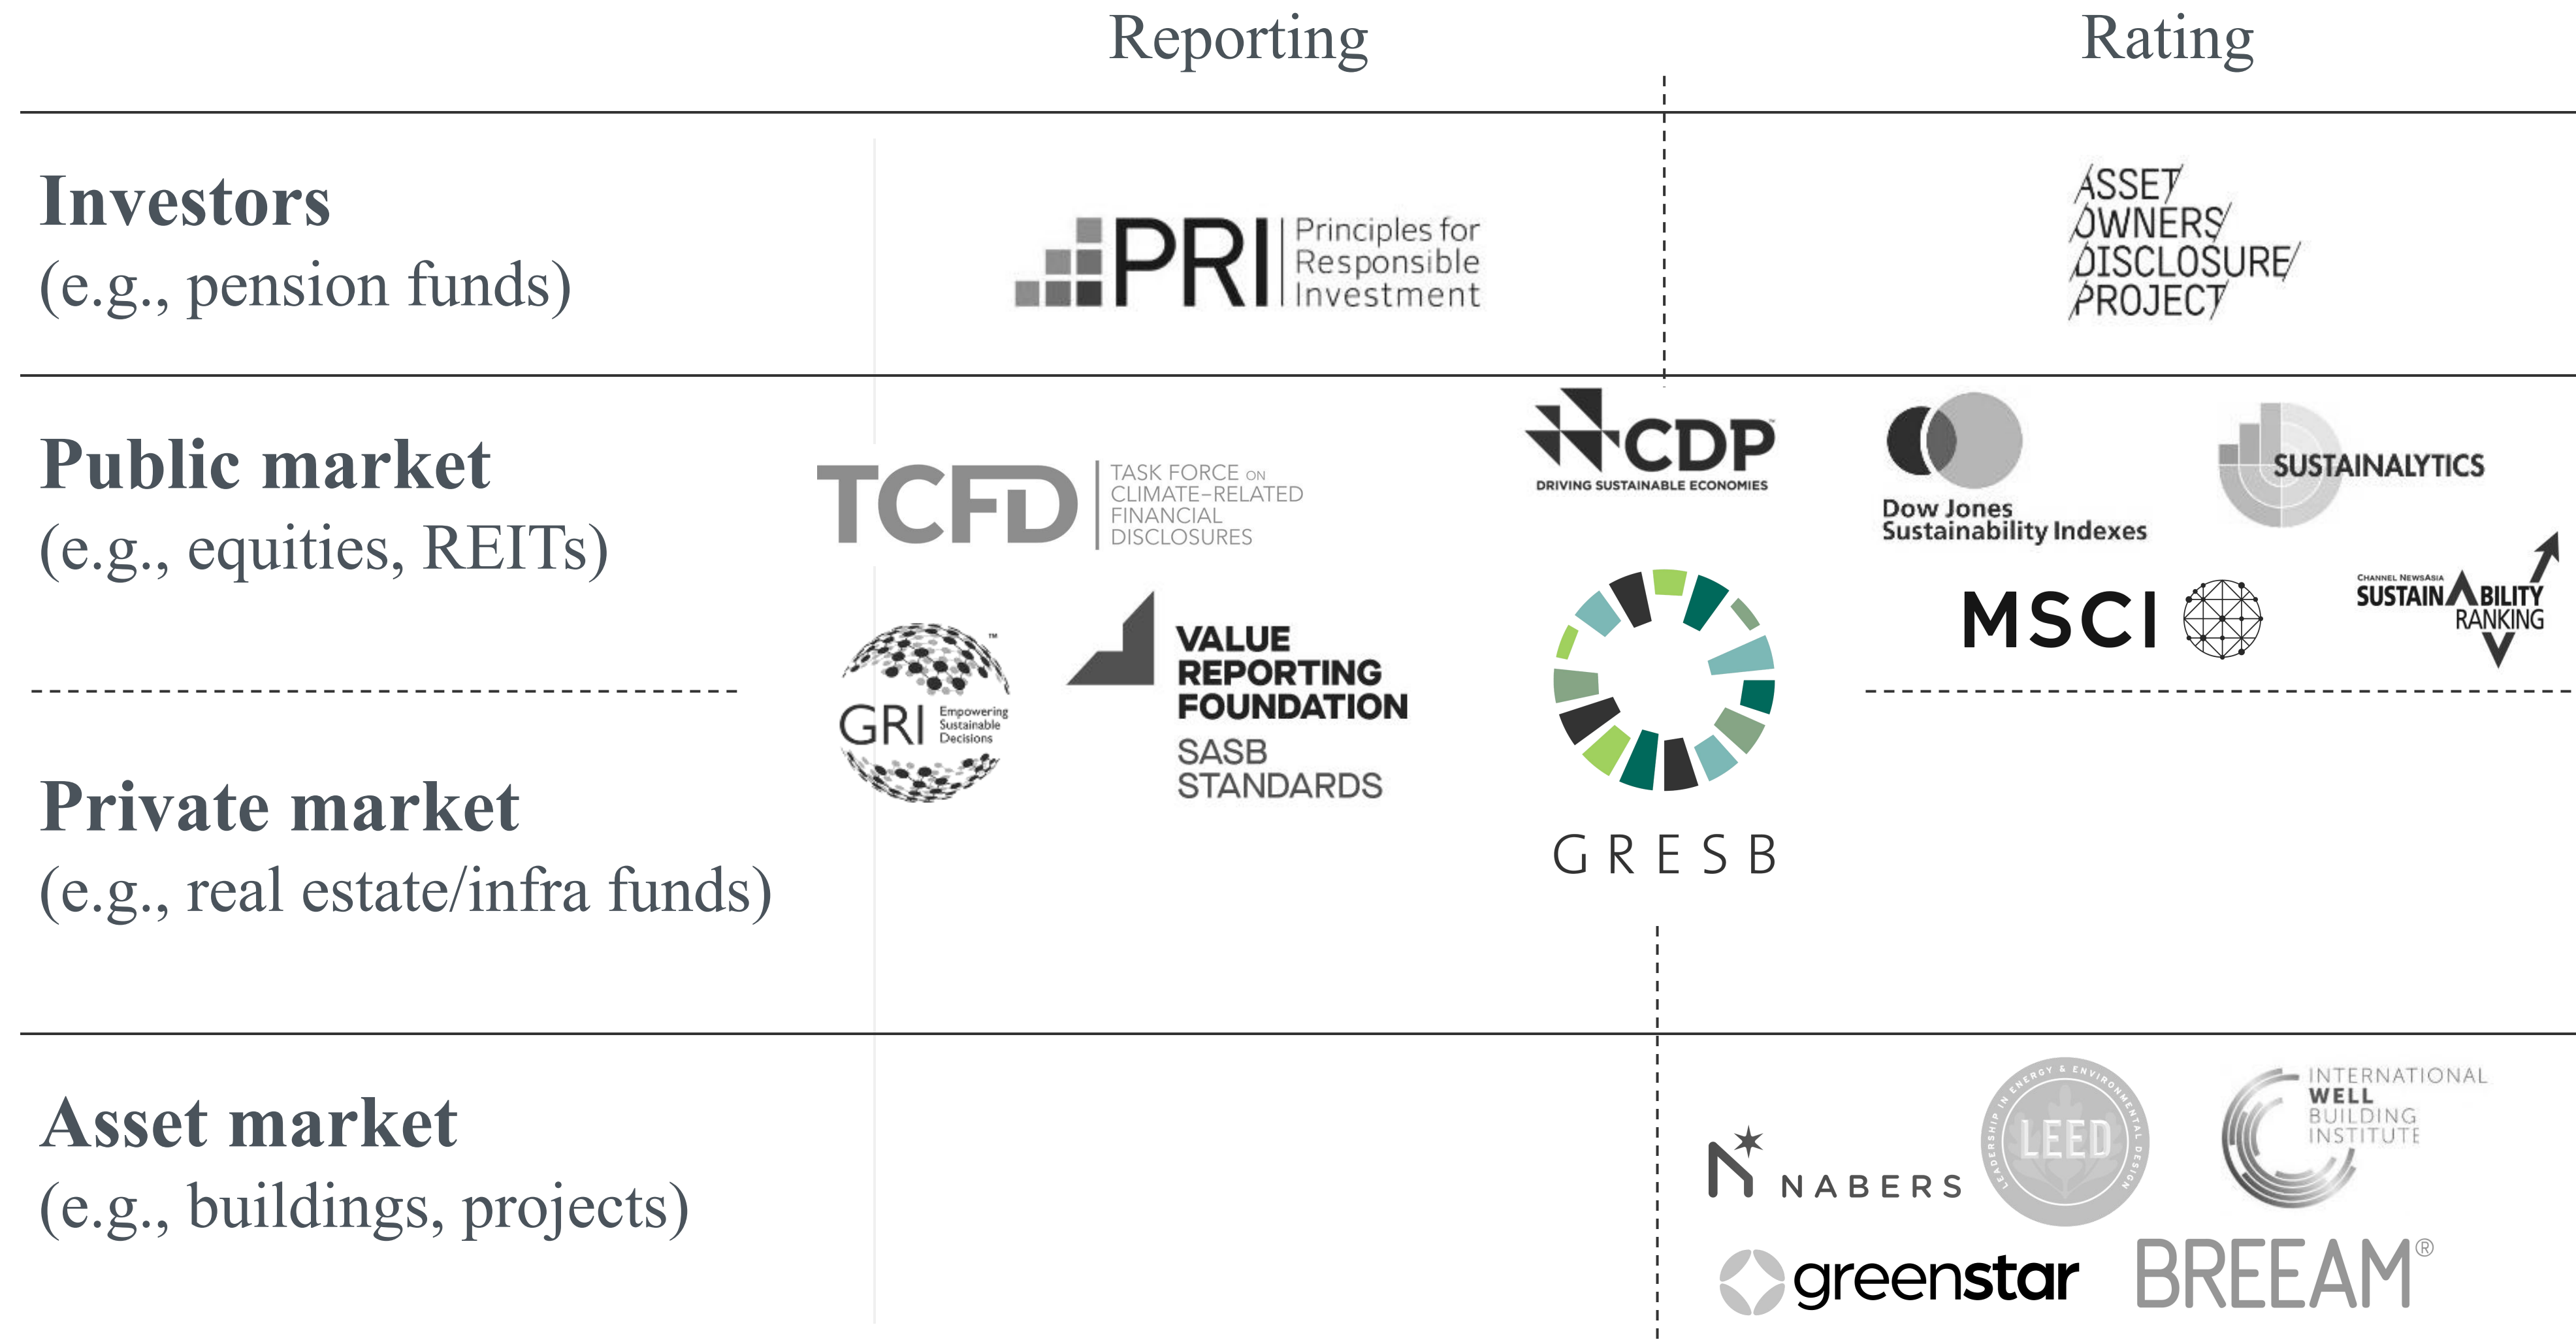 Reporting
Rating
Investors
(e.g., pension funds)
PRI
Principles for
Responsible
Investment
ASSET
OWNERS
DISCLOSURE
PROJECT
Public market
(e.g., equities, REITs)
TCFD
TASK FORCE ON
CLIMATE-RELATED
FINANCIAL
DISCLOSURES
CDP
DRIVING SUSTAINABLE ECONOMIES
Dow Jones
Sustainability Indexes
SUSTAINALYTICS
MSCI
CHANNEL NEWSASIA
SUSTAINABILITY
RANKING
GRI
Empowering
Sustainable
Decisions
™
VALUE
REPORTING
FOUNDATION
SASB
STANDARDS
GRESB
Private market
(e.g., real estate/infra funds)
Asset market
(e.g., buildings, projects)
NABERS
LEADERSHIP IN ENERGY & ENVIRONMENTAL DESIGN
LEED
INTERNATIONAL
WELL
BUILDING
INSTITUTE
greenstar
BREEAM®